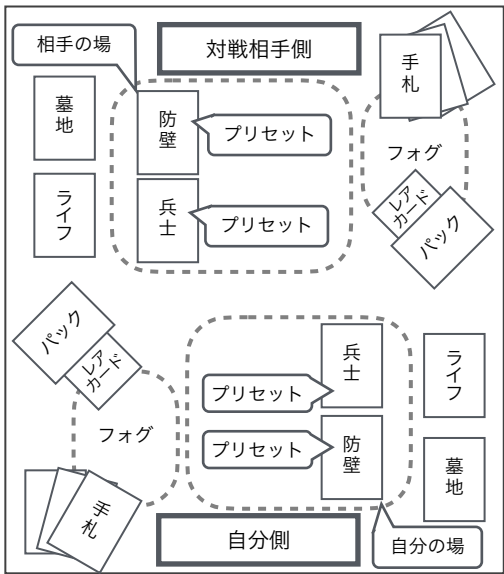 相手の場
対戦相手側
手札
墓地
防壁
プリセット
フォグ
ライフ
兵士
プリセット
レア
カード
パック
パック
レア
カード
兵士
ライフ
プリセット
フォグ
プリセット
防壁
墓地
手札
自分側
自分の場